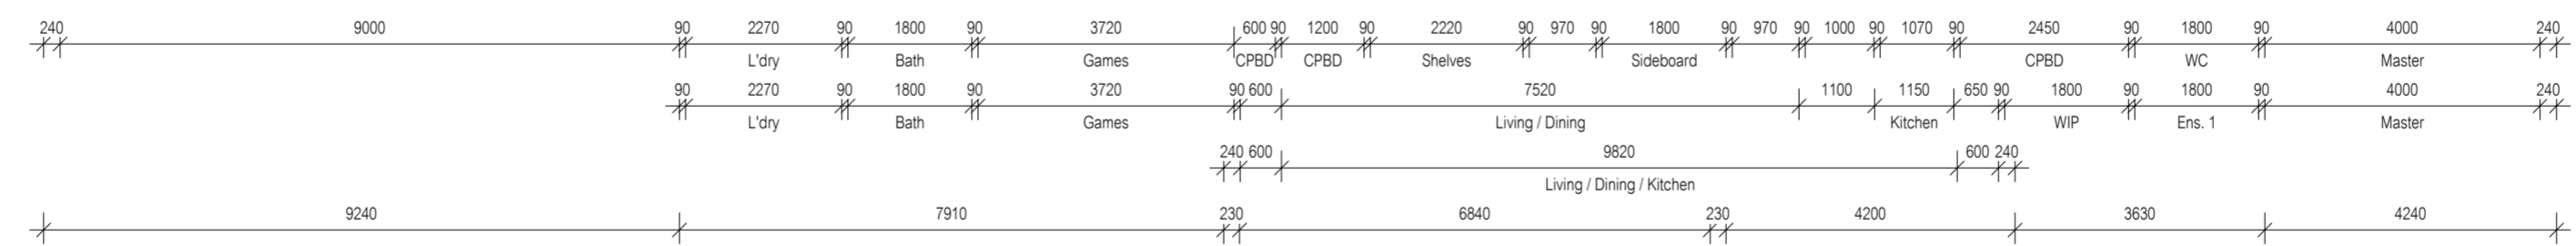 240 9000 90 2270 90 1800 90 3720 600 90 1200 90 2220 90 970 90 1800 90 970 90 1000 90 1070 90 2450 90 1800 90 4000 240
L'dry Bath Games CPBD CPBD Shelves Sideboard CPBD WC Master
90 2270 90 1800 90 3720 90 600 7520 1100 1150 650 90 1800 90 1800 90 4000 240
L'dry Bath Games Living / Dining Kitchen WIP Ens. 1 Master
240 600 9820 600 240
Living / Dining / Kitchen
9240 7910 230 6840 230 4200 3630 4240